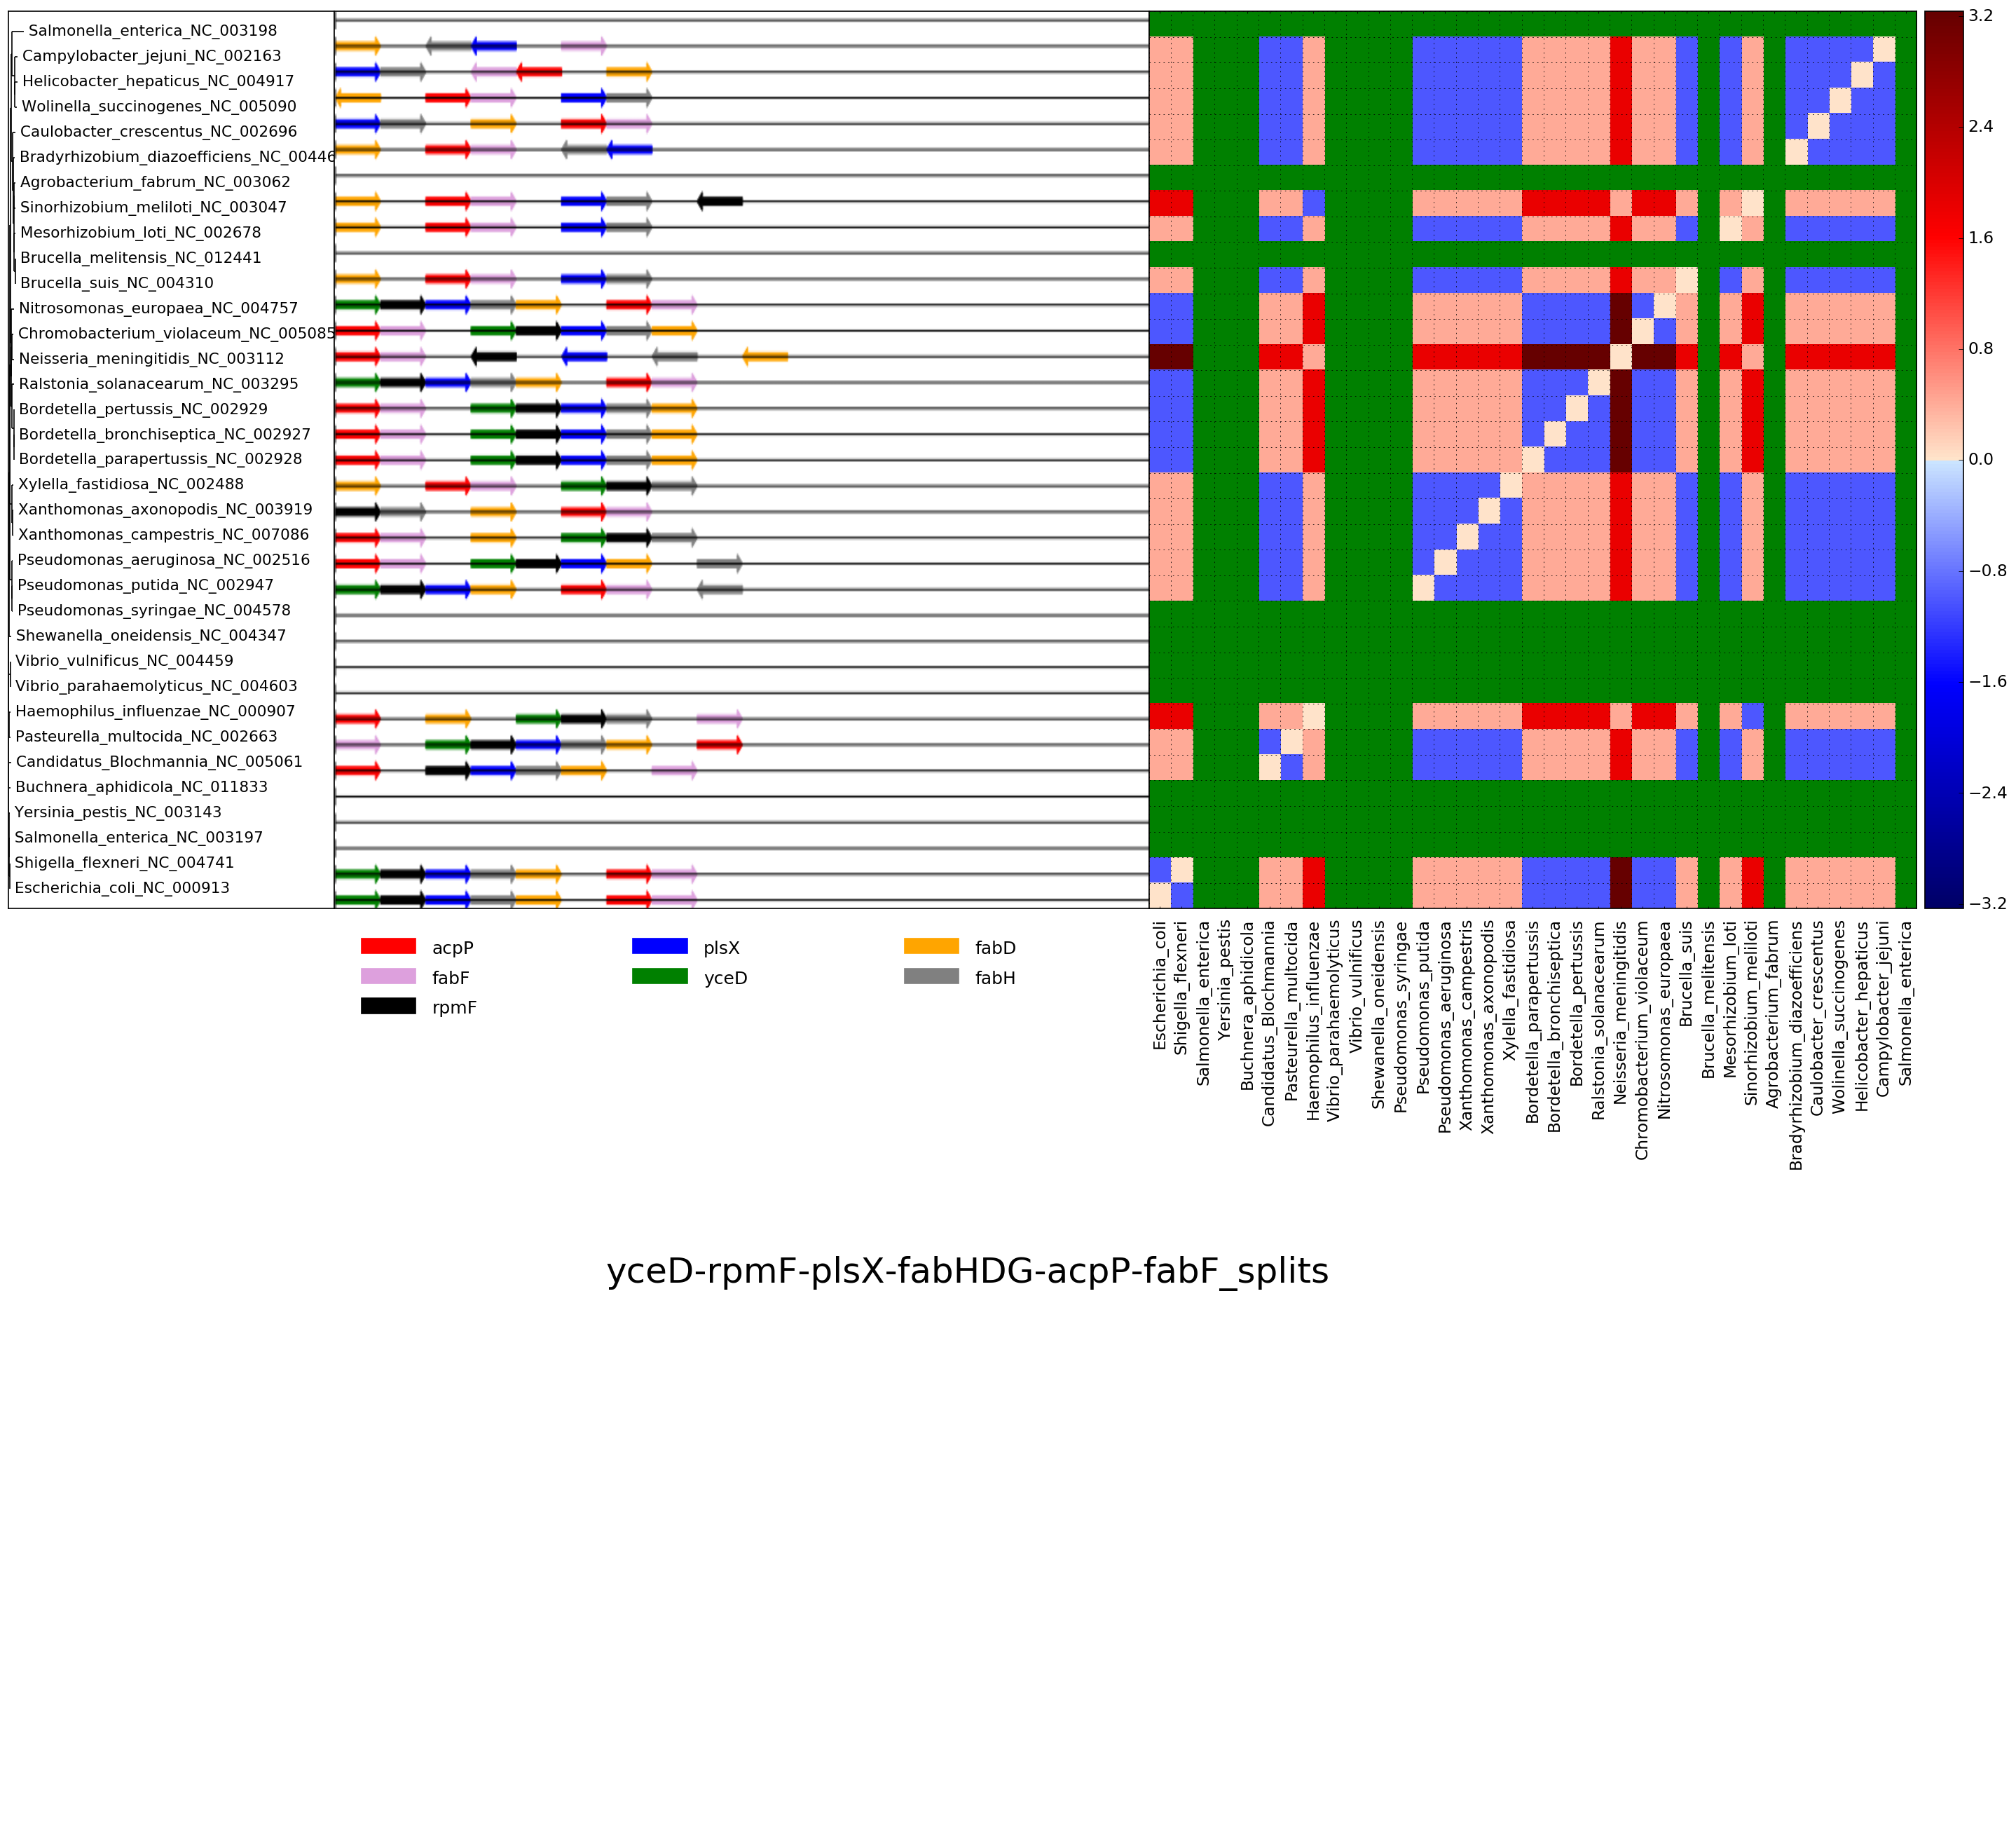 Salmonella_enterica_NC_003198
Campylobacter_jejuni_NC_002163
Helicobacter_hepaticus_NC_004917
Wolinella_succinogenes_NC_005090
Caulobacter_crescentus_NC_002696
Bradyrhizobium_diazoefficiens_NC_00446
Agrobacterium_fabrum_NC_003062
Sinorhizobium_meliloti_NC_003047
Mesorhizobium_loti_NC_002678
Brucella_melitensis_NC_012441
Brucella_suis_NC_004310
Nitrosomonas_europaea_NC_004757
Chromobacterium_violaceum_NC_005085
Neisseria_meningitidis_NC_003112
Ralstonia_solanacearum_NC_003295
Bordetella_pertussis_NC_002929
Bordetella_bronchiseptica_NC_002927
Bordetella_parapertussis_NC_002928
Xylella_fastidiosa_NC_002488
Xanthomonas_axonopodis_NC_003919
Xanthomonas_campestris_NC_007086
Pseudomonas_aeruginosa_NC_002516
Pseudomonas_putida_NC_002947
Pseudomonas_syringae_NC_004578
Shewanella_oneidensis_NC_004347
Vibrio_vulnificus_NC_004459
Vibrio_parahaemolyticus_NC_004603
Haemophilus_influenzae_NC_000907
Pasteurella_multocida_NC_002663
Candidatus_Blochmannia_NC_005061
Buchnera_aphidicola_NC_011833
Yersinia_pestis_NC_003143
Salmonella_enterica_NC_003197
Shigella_flexneri_NC_004741
Escherichia_coli_NC_000913
3.2
2.4
1.6
0.8
0.0
−0.8
−1.6
−2.4
−3.2
acpP
fabF
rpmF
plsX
yceD
fabD
fabH
Escherichia_coli
Shigella_flexneri
Salmonella_enterica
Yersinia_pestis
Buchnera_aphidicola
Candidatus_Blochmannia
Pasteurella_multocida
Haemophilus_influenzae
Vibrio_parahaemolyticus
Vibrio_vulnificus
Shewanella_oneidensis
Pseudomonas_syringae
Pseudomonas_putida
Pseudomonas_aeruginosa
Xanthomonas_campestris
Xanthomonas_axonopodis
Xylella_fastidiosa
Bordetella_parapertussis
Bordetella_bronchiseptica
Bordetella_pertussis
Ralstonia_solanacearum
Neisseria_meningitidis
Chromobacterium_violaceum
Nitrosomonas_europaea
Brucella_suis
Brucella_melitensis
Mesorhizobium_loti
Sinorhizobium_meliloti
Agrobacterium_fabrum
Bradyrhizobium_diazoefficiens
Caulobacter_crescentus
Wolinella_succinogenes
Helicobacter_hepaticus
Campylobacter_jejuni
Salmonella_enterica
yceD-rpmF-plsX-fabHDG-acpP-fabF_splits